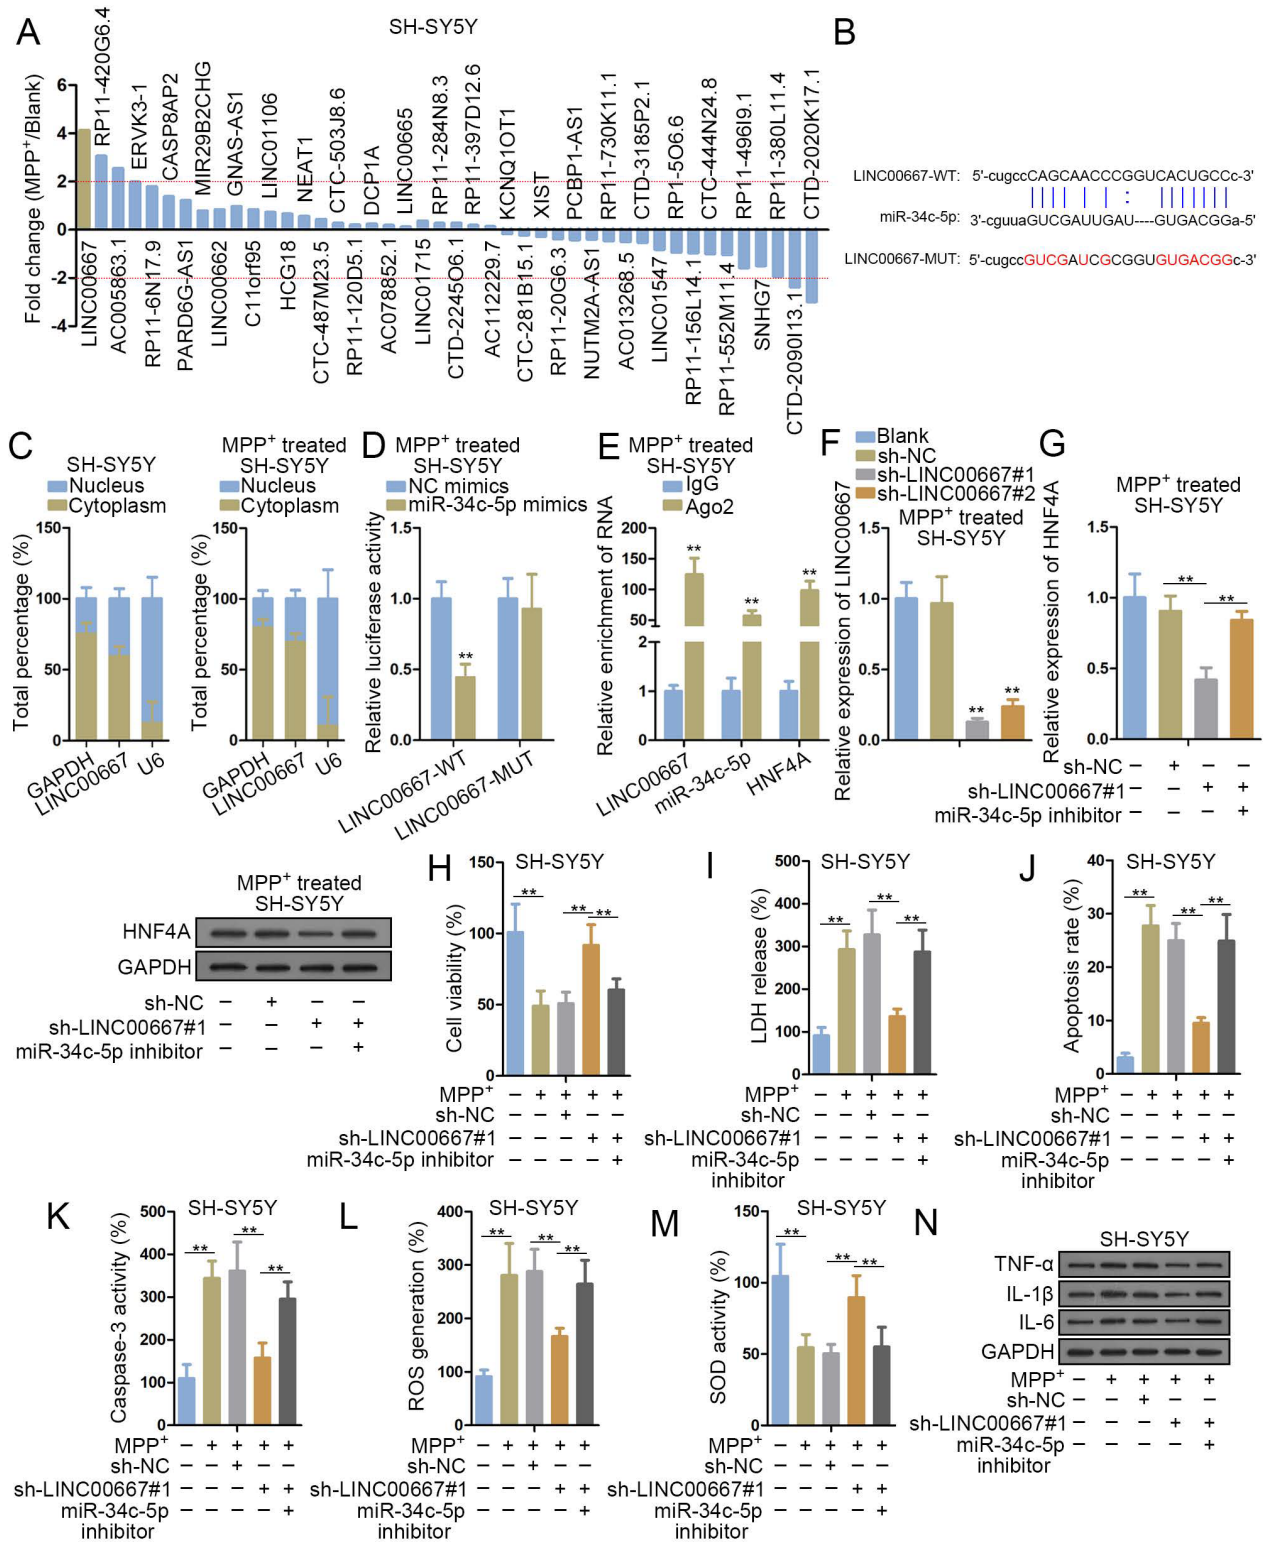 A
SH-SY5Y
Fold change (MPP+/Blank)
6
4
2
0
-2
-4
RP11-420G6.4
ERVK3-1
CASP8AP2
MIR29B2CHG
GNAS-AS1
LINC01106
NEAT1
CTC-503J8.6
DCP1A
LINC00665
RP11-284N8.3
RP11-397D12.6
KCNQ1OT1
XIST
PCBP1-AS1
RP11-730K11.1
CTD-3185P2.1
RP1-5O6.6
CTC-444N24.8
RP11-496I9.1
RP11-380L11.4
CTD-2020K17.1
LINC00667
AC005863.1
RP11-6N17.9
PARD6G-AS1
LINC00662
C11orf95
HCG18
CTC-487M23.5
RP11-120D5.1
AC078852.1
LINC01715
CTD-2245O6.1
AC112229.7
CTC-281B15.1
RP11-20G6.3
NUTM2A-AS1
AC013268.5
LINC01547
RP11-156L14.1
RP11-552M11.4
SNHG7
CTD-2090I13.1
B
LINC00667-WT: 5'-cugccCAGCAACCCGGUCACUGCCc-3'
miR-34c-5p: 3'-cguuaGUCGAUUGAU----GUGACGGa-5'
LINC00667-MUT: 5'-cugccGUCGAUCGCGGUGUGACGGc-3'
C
SH-SY5Y
Nucleus
Cytoplasm
Total percentage (%)
150
100
50
0
GAPDH
LINC00667
U6
MPP+ treated
SH-SY5Y
Nucleus
Cytoplasm
Total percentage (%)
150
100
50
0
GAPDH
LINC00667
U6
D
MPP+ treated
SH-SY5Y
NC mimics
miR-34c-5p mimics
Relative luciferase activity
1.5
1.0
0.5
0.0
**
LINC00667-WT
LINC00667-MUT
E
MPP+ treated
SH-SY5Y
IgG
Ago2
Relative enrichment of RNA
200
150
100
50
2
1
0
** ** **
LINC00667
miR-34c-5p
HNF4A
F
Blank
sh-NC
sh-LINC00667#1
sh-LINC00667#2
MPP+ treated
SH-SY5Y
Relative expression of LINC00667
1.5
1.0
0.5
0.0
** **
G
MPP+ treated
SH-SY5Y
Relative expression of HNF4A
1.5
1.0
0.5
0.0
** **
sh-NC − + − −
sh-LINC00667#1 − − + +
miR-34c-5p inhibitor − − − +
MPP+ treated
SH-SY5Y
HNF4A
GAPDH
sh-NC − + − −
sh-LINC00667#1 − − + +
miR-34c-5p inhibitor − − − +
H
SH-SY5Y
Cell viability (%)
150
100
50
0
** ** **
MPP+ − + + + +
sh-NC − − + − −
sh-LINC00667#1 − − − + +
miR-34c-5p inhibitor − − − − +
I
SH-SY5Y
LDH release (%)
500
400
300
200
100
0
** ** **
MPP+ − + + + +
sh-NC − − + − −
sh-LINC00667#1 − − − + +
miR-34c-5p − − − − +
inhibitor
J
SH-SY5Y
Apoptosis rate (%)
40
30
20
10
0
** ** **
MPP+ − + + + +
sh-NC − − + − −
sh-LINC00667#1 − − − + +
miR-34c-5p − − − − +
inhibitor
K
SH-SY5Y
Caspase-3 activity (%)
500
400
300
200
100
0
** ** **
MPP+ − + + + +
sh-NC − − + − −
sh-LINC00667#1 − − − + +
miR-34c-5p − − − − +
inhibitor
L
SH-SY5Y
ROS generation (%)
400
300
200
100
0
** ** **
MPP+ − + + + +
sh-NC − − + − −
sh-LINC00667#1 − − − + +
miR-34c-5p − − − − +
inhibitor
M
SH-SY5Y
SOD activity (%)
150
100
50
0
** ** **
MPP+ − + + + +
sh-NC − − + − −
sh-LINC00667#1 − − − + +
miR-34c-5p − − − − +
inhibitor
N
SH-SY5Y
TNF-α
IL-1β
IL-6
GAPDH
MPP+ − + + + +
sh-NC − − + − −
sh-LINC00667#1 − − − + +
miR-34c-5p − − − − +
inhibitor